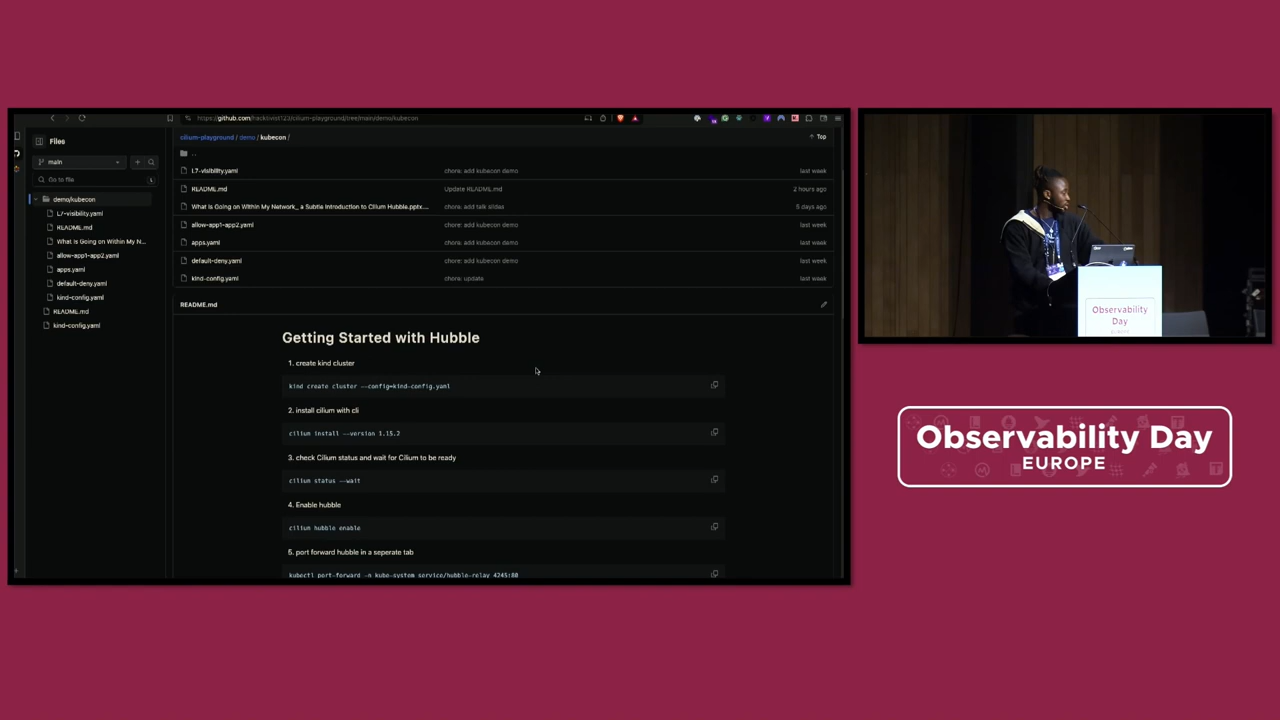 https://github.com/hacktivist123/cilium-playground/tree/main/demo/kubecon
Files
main
Go to file
demo/kubecon
L7-visibility.yaml
README.md
What Is Going on Within My N...
allow-app1-app2.yaml
apps.yaml
default-deny.yaml
kind-config.yaml
README.md
kind-config.yaml
cilium-playground / demo / kubecon /
Top
..
L7-visibility.yaml chore: add kubecon demo last week
README.md Update README.md 2 hours ago
What Is Going on Within My Network_ a Subtle Introduction to Cilium Hubble.pptx.... chore: add talk slides 5 days ago
allow-app1-app2.yaml chore: add kubecon demo last week
apps.yaml chore: add kubecon demo last week
default-deny.yaml chore: add kubecon demo last week
kind-config.yaml chore: update last week
README.md
Getting Started with Hubble
1. create kind cluster
kind create cluster --config=kind-config.yaml
2. install cilium with cli
cilium install --version 1.15.2
3. check Cilium status and wait for Cilium to be ready
cilium status --wait
4. Enable hubble
cilium hubble enable
5. port forward hubble in a seperate tab
kubectl port-forward -n kube-system service/hubble-relay 4245:80
Observability
Day
EUROPE
Observability Day
EUROPE